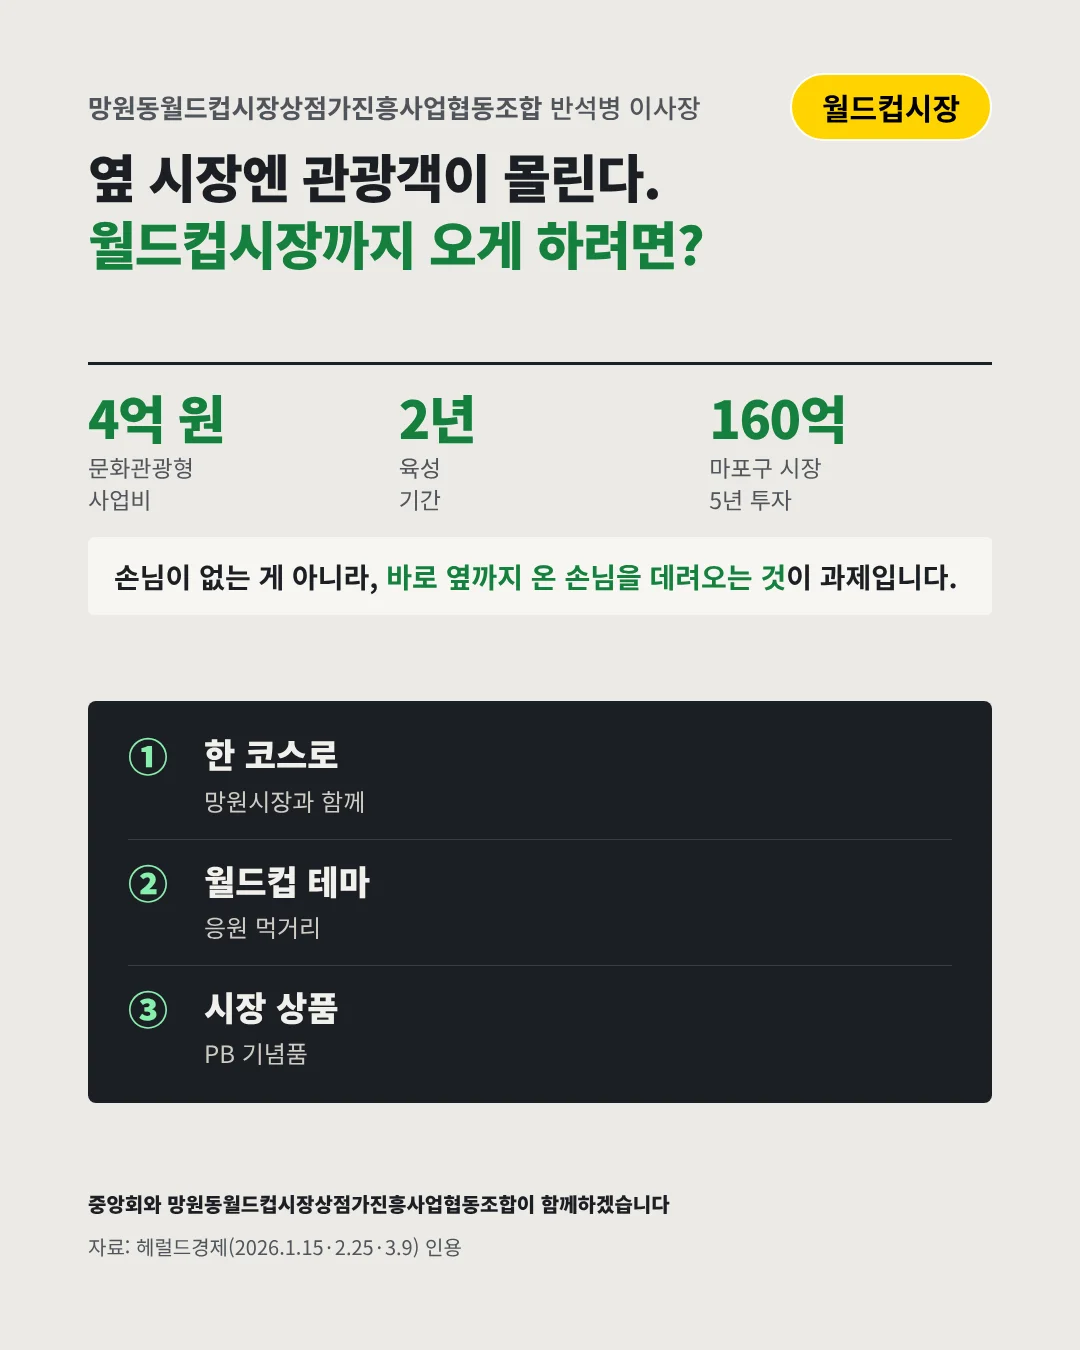 망원동월드컵시장상점가진흥사업협동조합 반석병 이사장
월드컵시장
옆 시장엔 관광객이 몰린다.
월드컵시장까지 오게 하려면?
4억 원
문화관광형
사업비
2년
육성
기간
160억
마포구 시장
5년 투자
손님이 없는 게 아니라, 바로 옆까지 온 손님을 데려오는 것이 과제입니다.
① 한 코스로
망원시장과 함께
② 월드컵 테마
응원 먹거리
③ 시장 상품
PB 기념품
중앙회와 망원동월드컵시장상점가진흥사업협동조합이 함께하겠습니다
자료: 헤럴드경제(2026.1.15·2.25·3.9) 인용